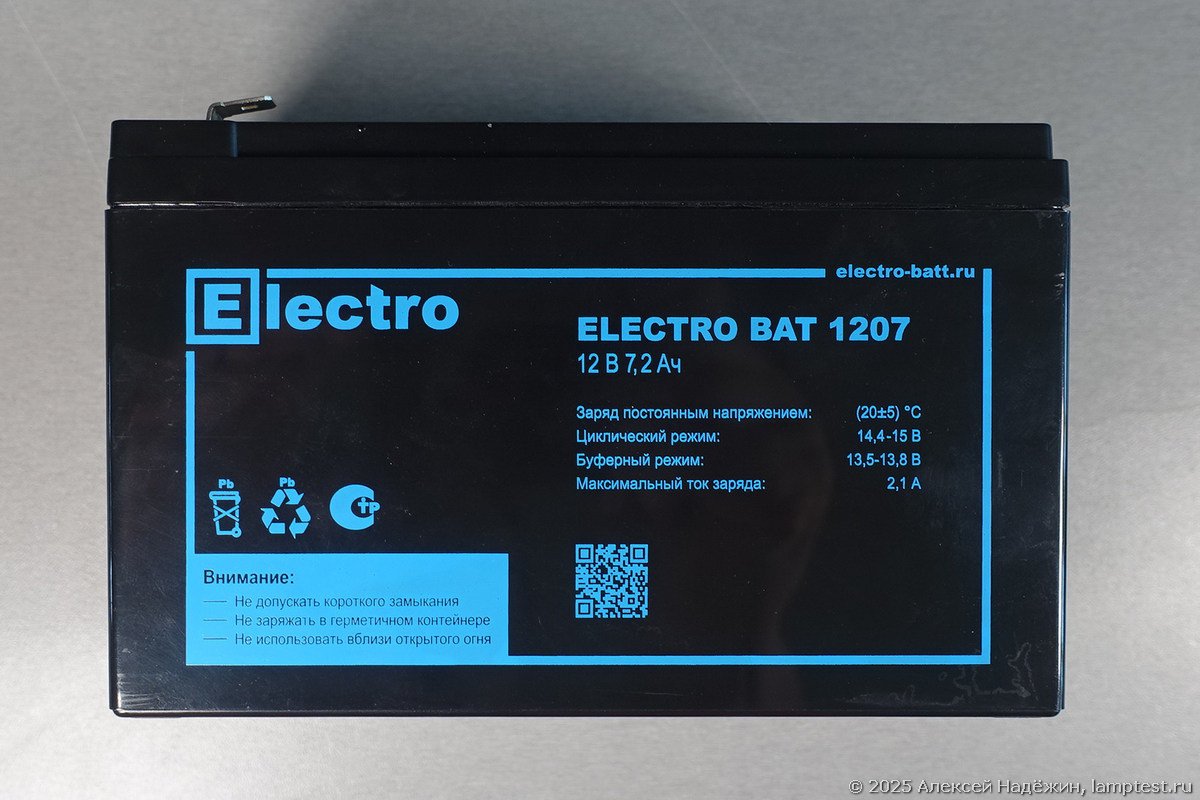 electro-batt.ru
Electro
ELECTRO BAT 1207
12 В 7,2 Ач
Заряд постоянным напряжением: (20±5) °C
Циклический режим: 14,4-15 В
Буферный режим: 13,5-13,8 В
Максимальный ток заряда: 2,1 А
Pb Pb
СТР
Внимание:
— Не допускать короткого замыкания
— Не заряжать в герметичном контейнере
— Не использовать вблизи открытого огня
© 2025 Алексей Надёжин, lamptest.ru